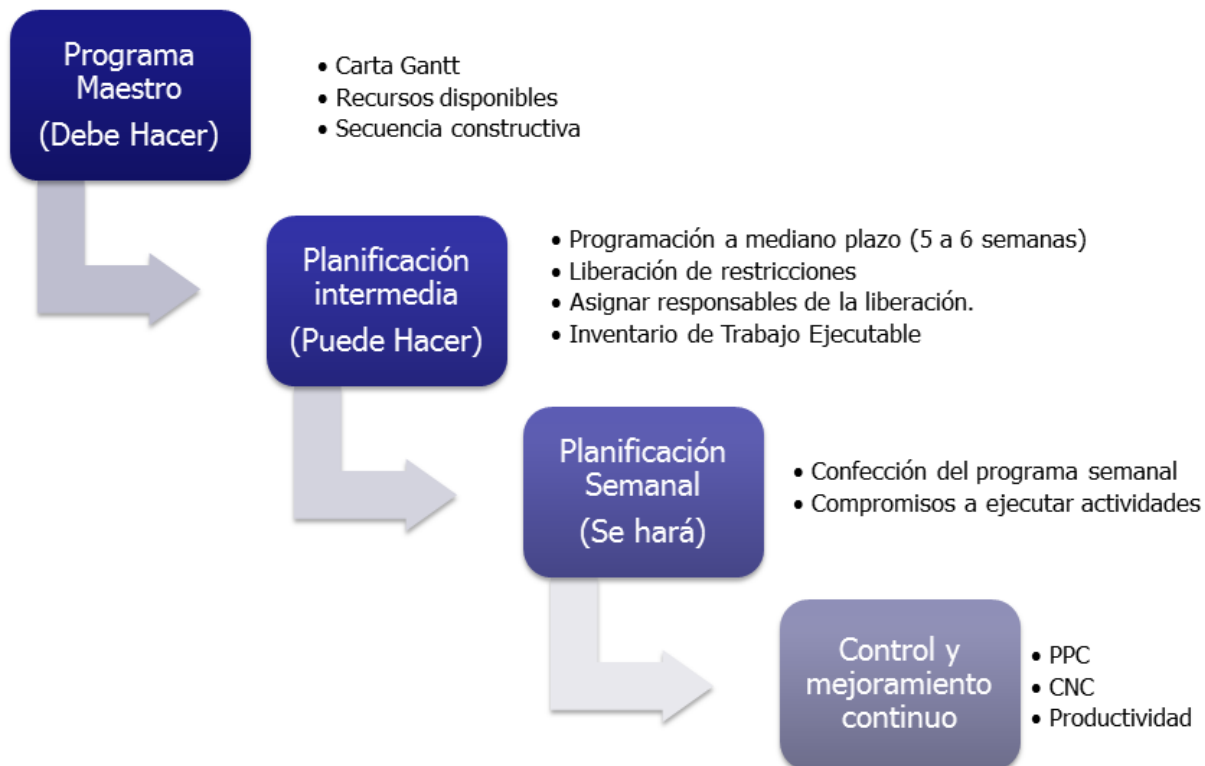 Programa
Maestro
(Debe Hacer)
• Carta Gantt
• Recursos disponibles
• Secuencia constructiva
Planificación
intermedia
(Puede Hacer)
• Programación a mediano plazo (5 a 6 semanas)
• Liberación de restricciones
• Asignar responsables de la liberación.
• Inventario de Trabajo Ejecutable
Planificación
Semanal
(Se hará)
• Confección del programa semanal
• Compromisos a ejecutar actividades
Control y
mejoramiento
continuo
• PPC
• CNC
• Productividad